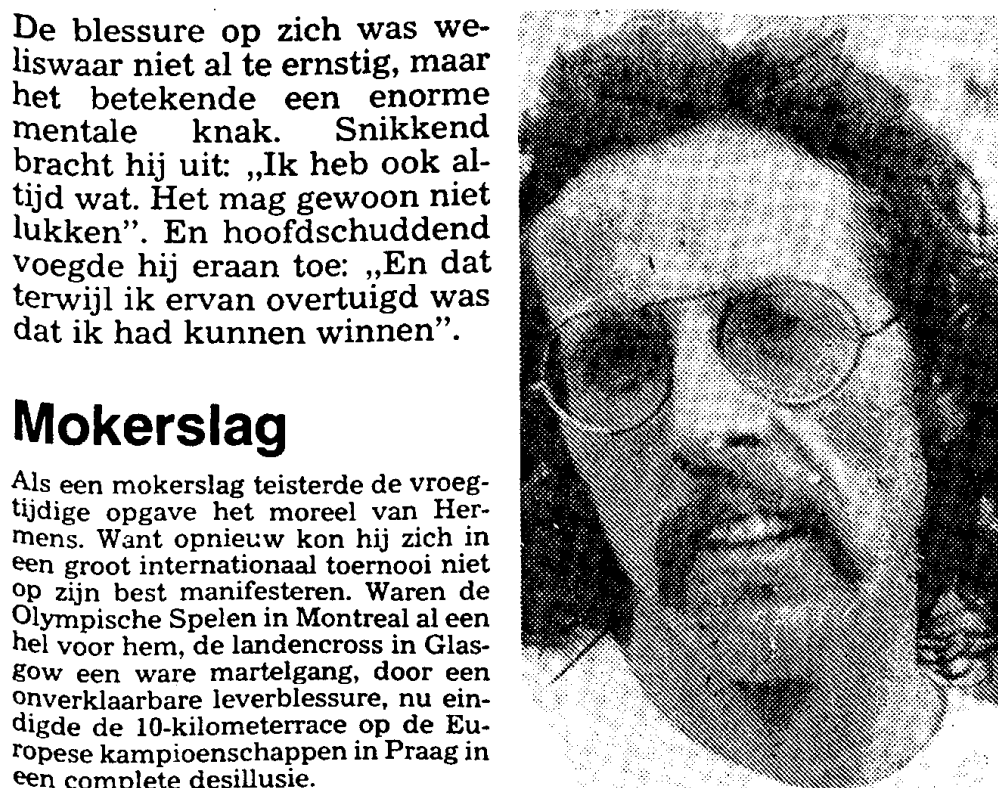 De blessure op zich was we-
liswaar niet al te ernstig, maar
het betekende een enorme
mentale knak. Snikkend
bracht hij uit: „Ik heb ook al-
tijd wat. Het mag gewoon niet
lukken”. En hoofdschuddend
voegde hij eraan toe: „En dat
terwijl ik ervan overtuigd was
dat ik had kunnen winnen”.
Mokerslag
Als een mokerslag teisterde de vroeg-
tijdige opgave het moreel van Her-
mens. Want opnieuw kon hij zich in
een groot internationaal toernooi niet
op zijn best manifesteren. Waren de
Olympische Spelen in Montreal al een
hel voor hem, de landencross in Glas-
gow een ware martelgang, door een
onverklaarbare leverblessure, nu ein-
digde de 10-kilometerrace op de Eu-
ropese kampioenschappen in Praag in
een complete desillusie.